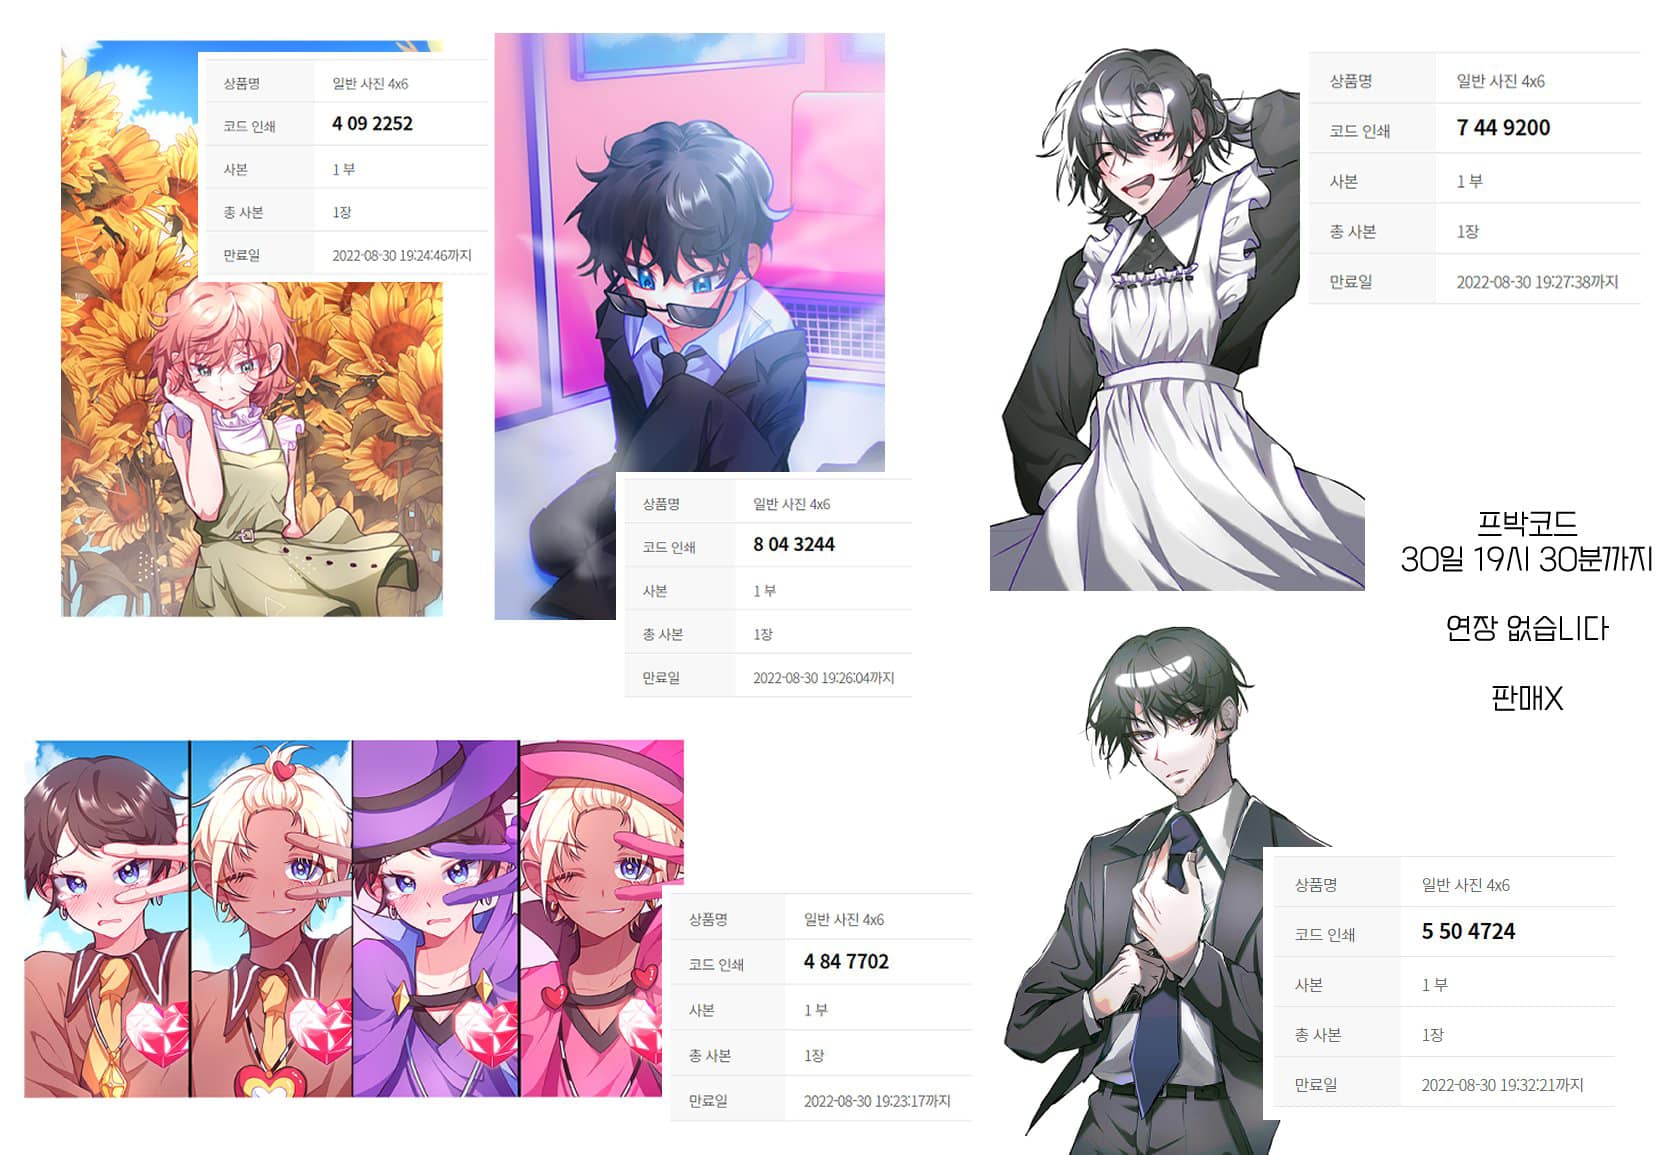 상품명 일반 사진 4x6
코드 인쇄 4 09 2252
사본 1 부
총 사본 1장
만료일 2022-08-30 19:24:46까지
상품명 일반 사진 4x6
코드 인쇄 8 04 3244
사본 1 부
총 사본 1장
만료일 2022-08-30 19:26:04까지
상품명 일반 사진 4x6
코드 인쇄 7 44 9200
사본 1 부
총 사본 1장
만료일 2022-08-30 19:27:38까지
프박코드
30일 19시 30분까지
연장 없습니다
판매X
상품명 일반 사진 4x6
코드 인쇄 4 84 7702
사본 1 부
총 사본 1장
만료일 2022-08-30 19:23:17까지
상품명 일반 사진 4x6
코드 인쇄 5 50 4724
사본 1 부
총 사본 1장
만료일 2022-08-30 19:32:21까지